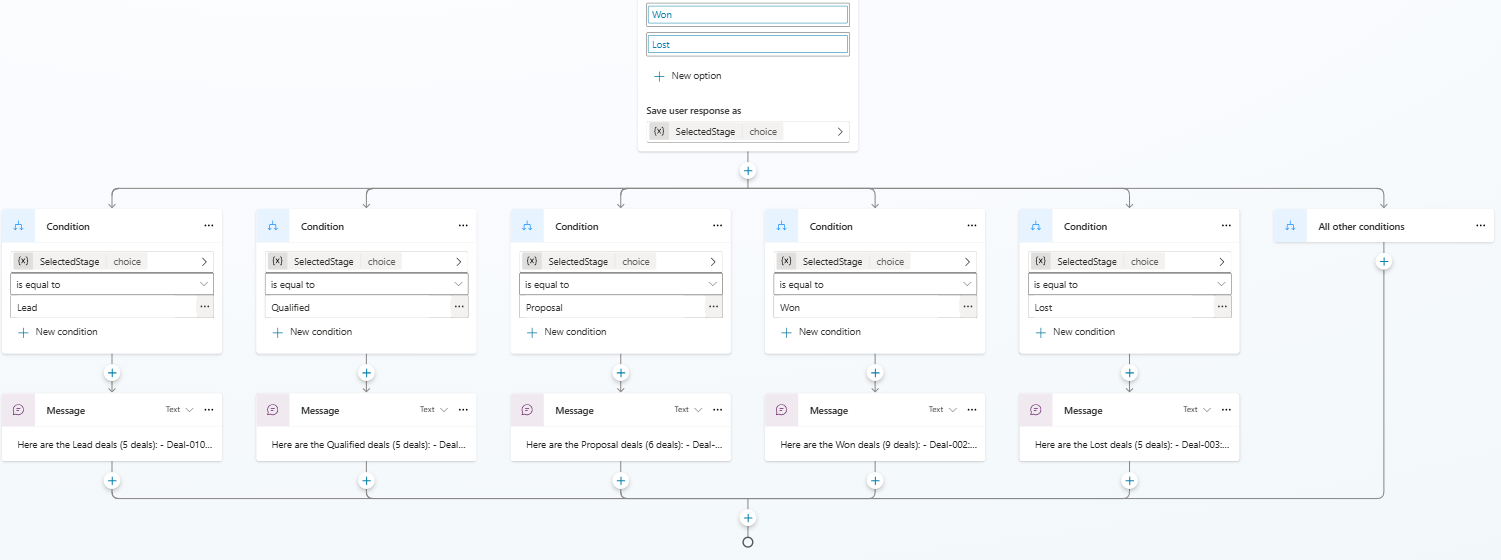 Won
Lost
New option
Save user response as
{x} SelectedStage choice
Condition ...
{x} SelectedStage choice
is equal to
Lead ...
New condition
Message Text ...
Here are the Lead deals (5 deals): - Deal-010...
Condition ...
{x} SelectedStage choice
is equal to
Qualified ...
New condition
Message Text ...
Here are the Qualified deals (5 deals): - Deal...
Condition ...
{x} SelectedStage choice
is equal to
Proposal ...
New condition
Message Text ...
Here are the Proposal deals (6 deals): - Deal-...
Condition ...
{x} SelectedStage choice
is equal to
Won ...
New condition
Message Text ...
Here are the Won deals (9 deals): - Deal-002:...
Condition ...
{x} SelectedStage choice
is equal to
Lost ...
New condition
Message Text ...
Here are the Lost deals (5 deals): - Deal-003:...
All other conditions ...